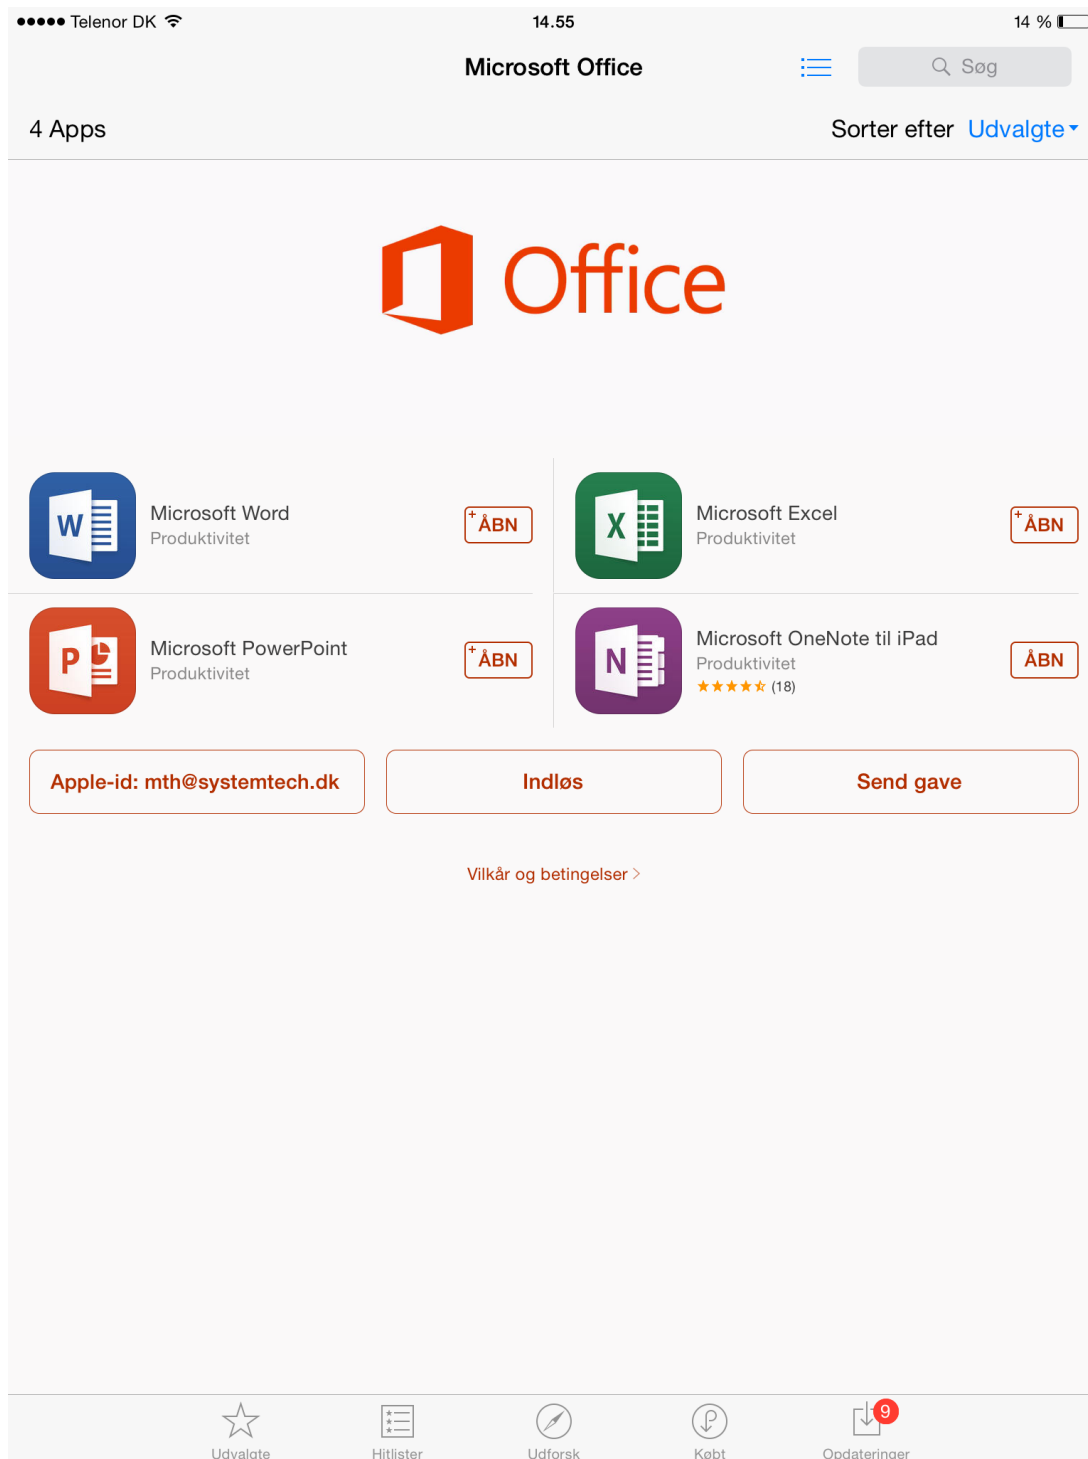 Telenor DK 14.55 14 %
Microsoft Office Søg
4 Apps Sorter efter Udvalgte
Office
Microsoft Word
Produktivitet
+ ÅBN
Microsoft Excel
Produktivitet
+ ÅBN
Microsoft PowerPoint
Produktivitet
+ ÅBN
Microsoft OneNote til iPad
Produktivitet
(18)
ÅBN
Apple-id: mth@systemtech.dk Indløs Send gave
Vilkår og betingelser >
9
Udvalgte Hitlister Udforsk Købt Opdateringer